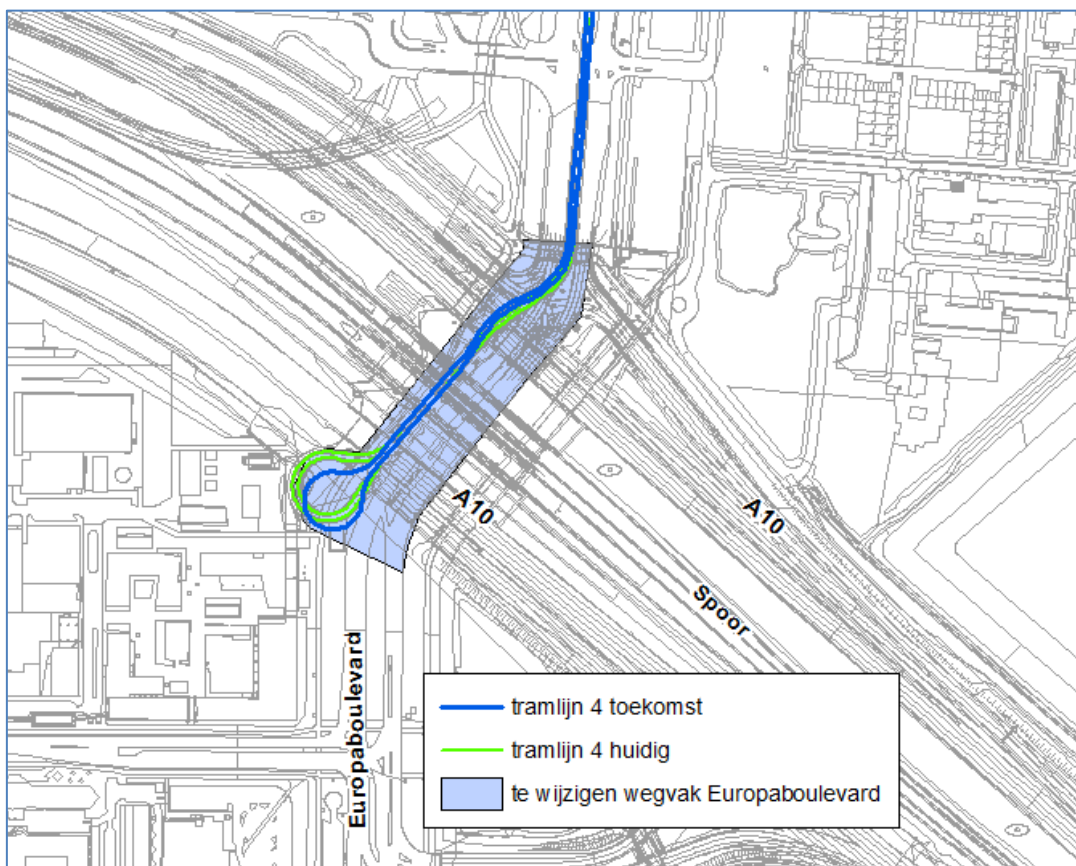 A10
A10
Spoor
Europaboulevard
tramlijn 4 toekomst
tramlijn 4 huidig
te wijzigen wegvak Europaboulevard